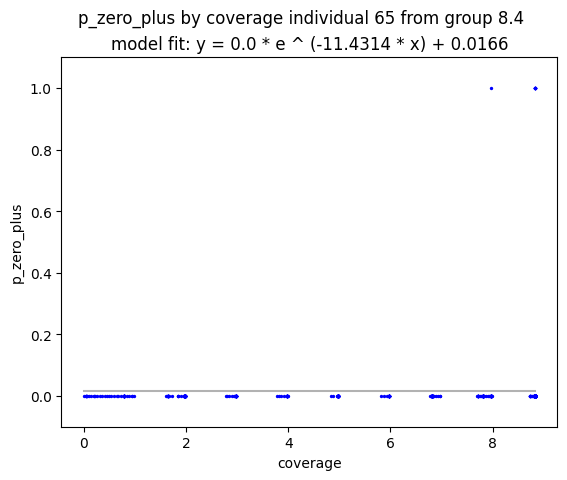 p_zero_plus by coverage individual 65 from group 8.4
model fit: y = 0.0 * e ^ (-11.4314 * x) + 0.0166
1.0
0.8
0.6
0.4
0.2
0.0
p_zero_plus
0 2 4 6 8
coverage